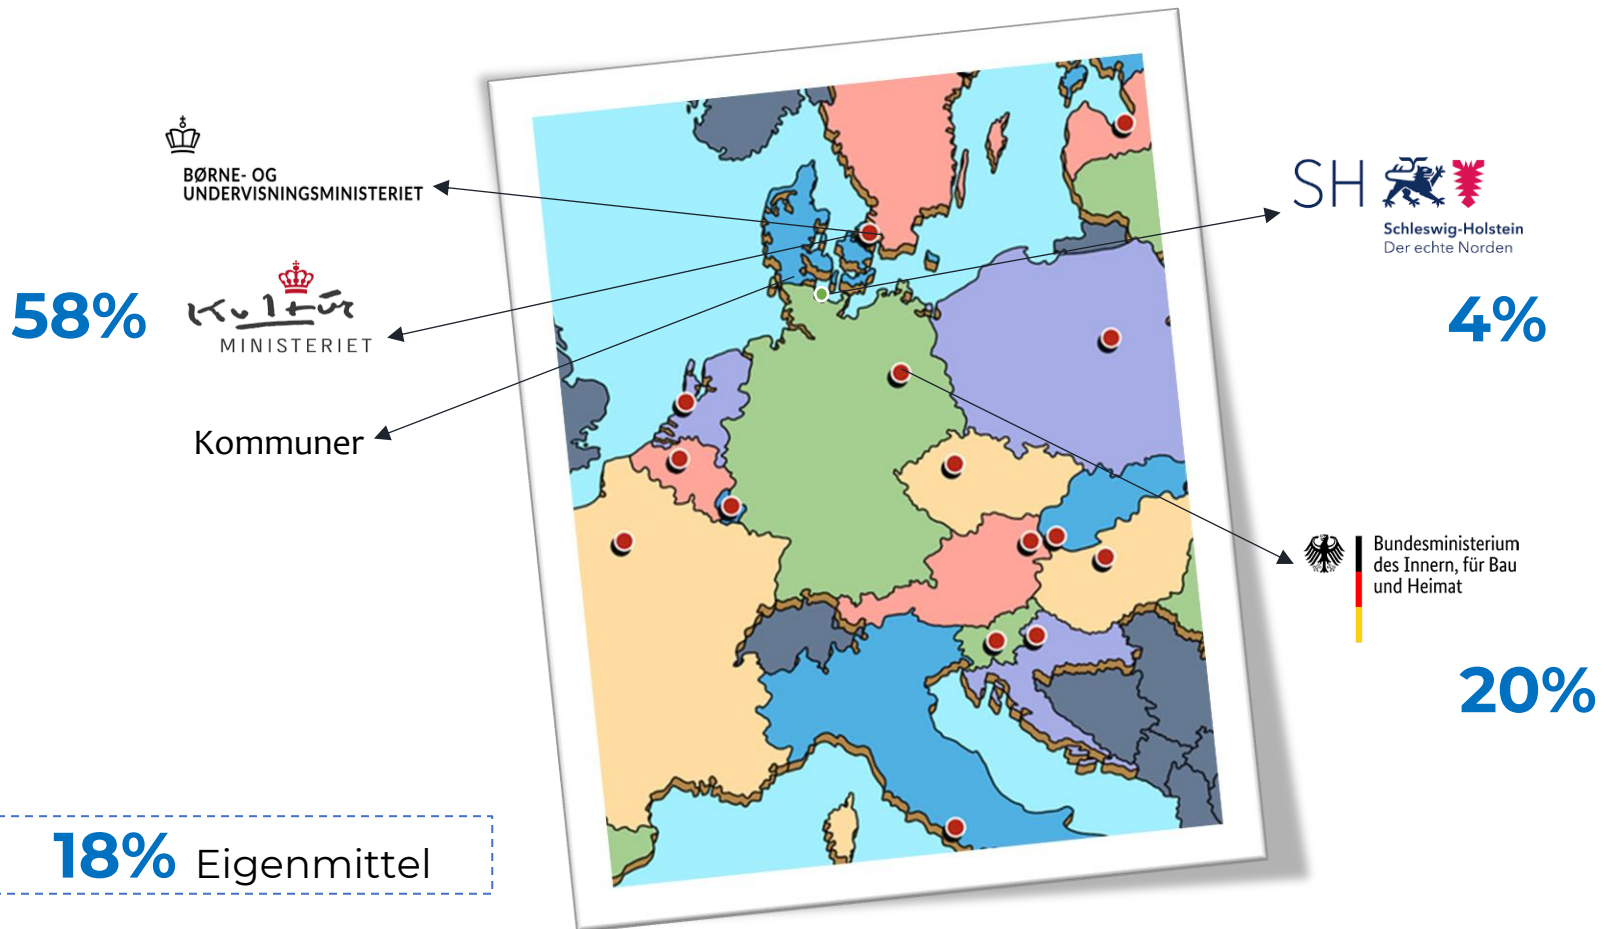 BØRNE- OG
UNDERVISNINGSMINISTERIET
58%
Kultur
MINISTERIET
Kommuner
18% Eigenmittel
SH
Schleswig-Holstein
Der echte Norden
4%
Bundesministerium
des Innern, für Bau
und Heimat
20%